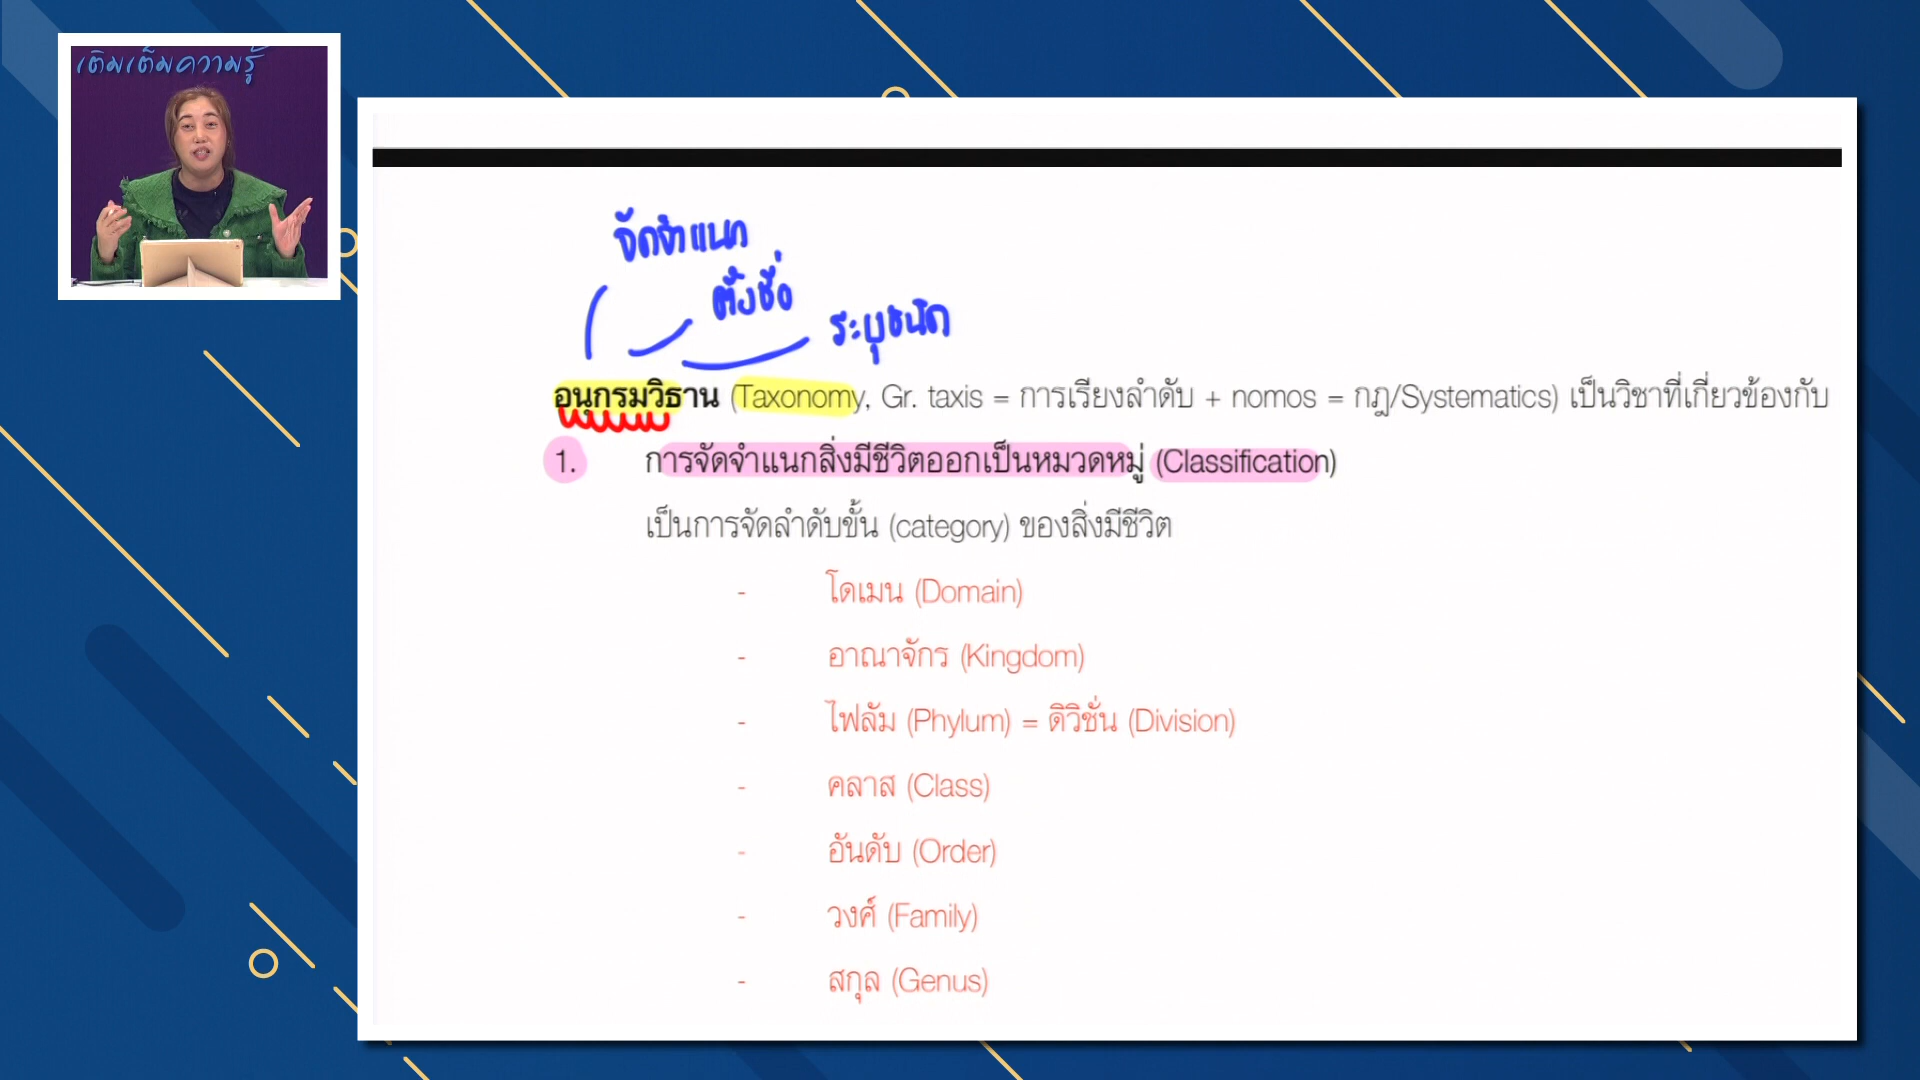 เติมเต็มความรู้
จัดจำแนก
ตั้งชื่อ
ระบุชนิด
อนุกรมวิธาน (Taxonomy, Gr. taxis = การเรียงลำดับ + nomos = กฎ/Systematics) เป็นวิชาที่เกี่ยวข้องกับ
1. การจัดจำแนกสิ่งมีชีวิตออกเป็นหมวดหมู่ (Classification)
เป็นการจัดลำดับขั้น (category) ของสิ่งมีชีวิต
- โดเมน (Domain)
- อาณาจักร (Kingdom)
- ไฟลัม (Phylum) = ดิวิชั่น (Division)
- คลาส (Class)
- อันดับ (Order)
- วงศ์ (Family)
- สกุล (Genus)